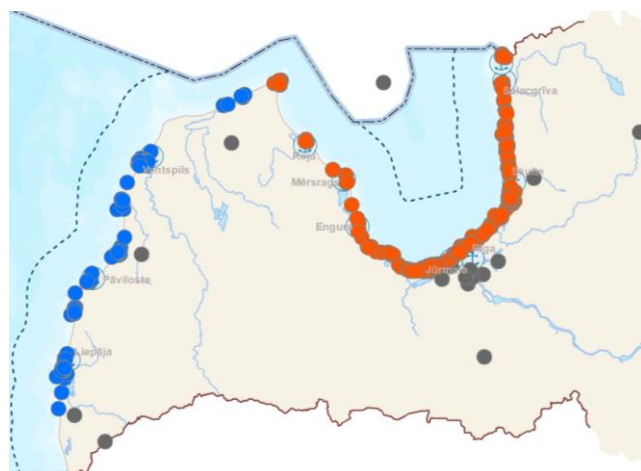 Salacgrīva
Ventspils
Roja
Skulte
Mērsrags
Engure
Rīga
Jūrmala
Pāvilosta
Liepāja